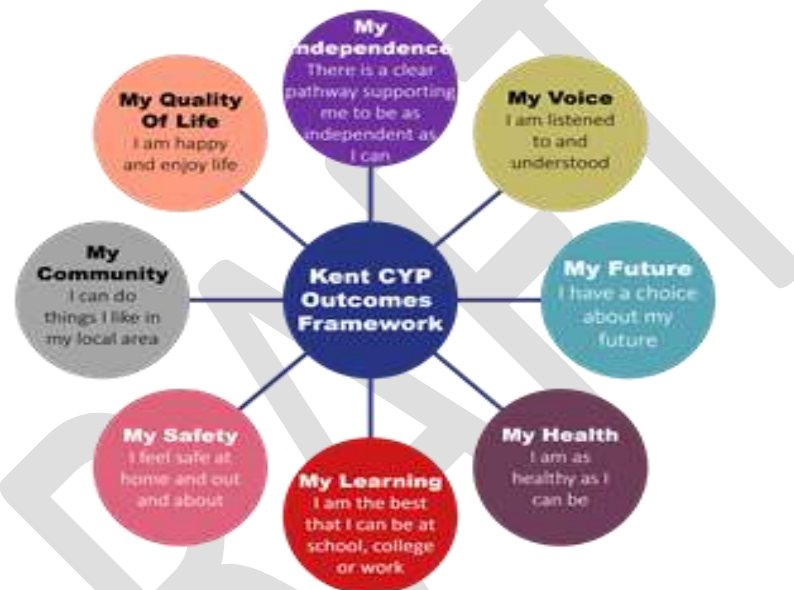 My
Independence
There is a clear
pathway supporting
me to be as
independent as
I can
My Voice
I am listened
to and
understood
My Future
I have a choice
about my
future
My Health
I am as
healthy as I
can be
My Learning
I am the best
that I can be at
school, college
or work
My Safety
I feel safe at
home and out
and about
My
Community
I can do
things I like in
my local area
My Quality
Of Life
I am happy
and enjoy life
Kent CYP
Outcomes
Framework